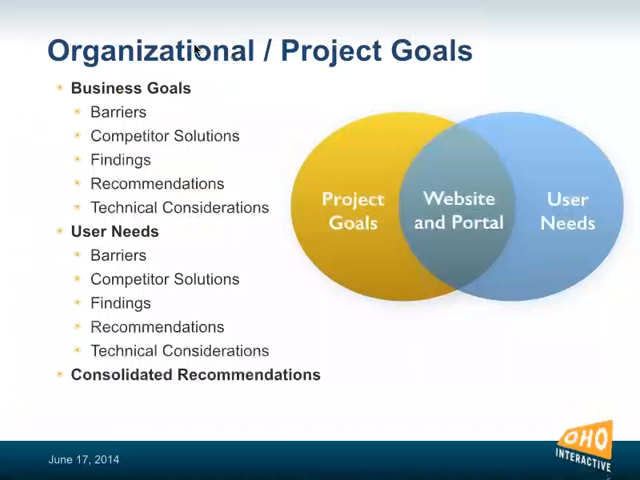 Organizational / Project Goals
Business Goals
Barriers
Competitor Solutions
Findings
Recommendations
Technical Considerations
User Needs
Barriers
Competitor Solutions
Findings
Recommendations
Technical Considerations
Consolidated Recommendations
Project
Goals
Website
and Portal
User
Needs
June 17, 2014
OHO
INTERACTIVE